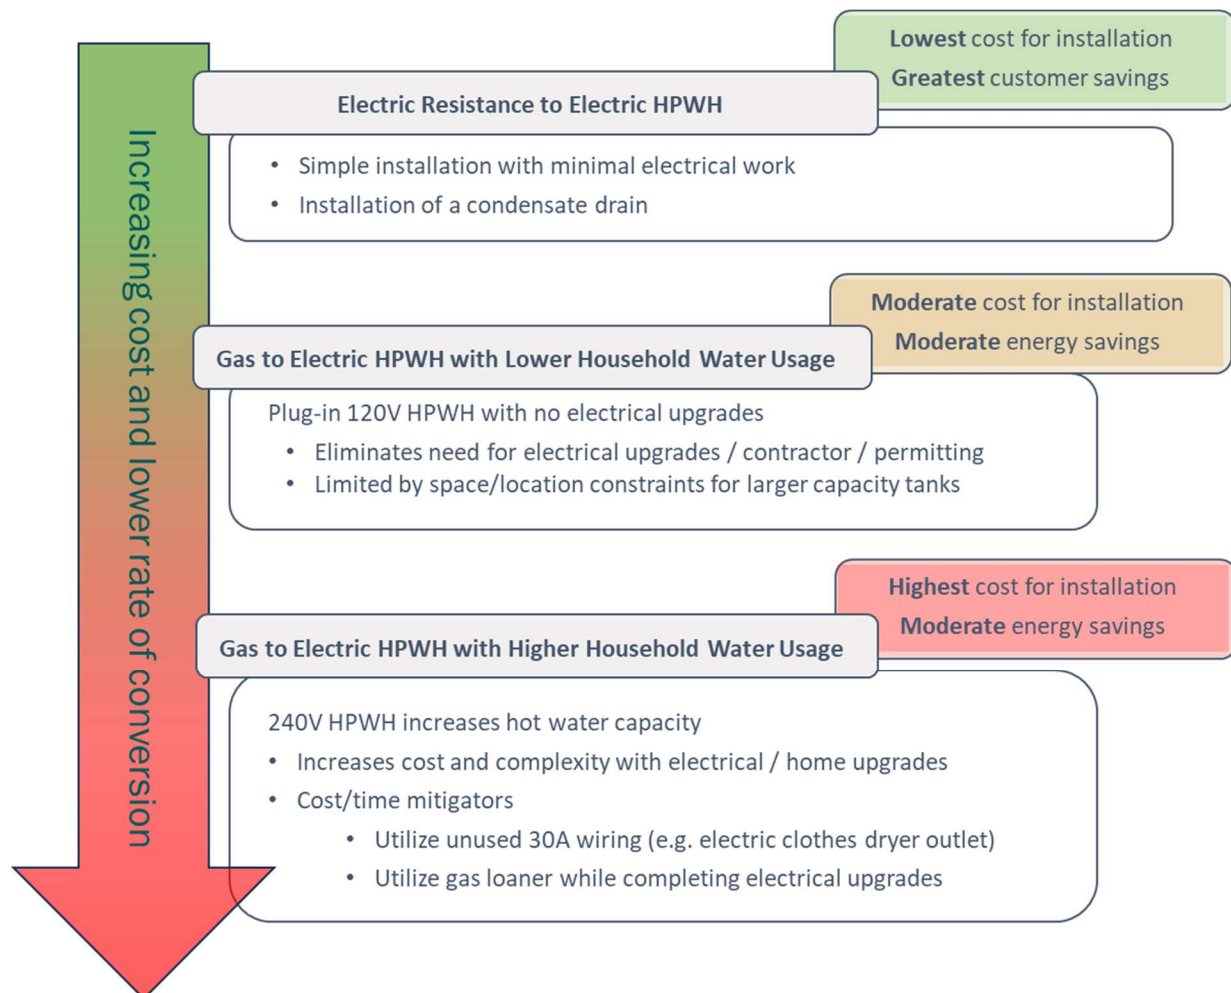 Increasing cost and lower rate of conversion
Lowest cost for installation
Greatest customer savings
Electric Resistance to Electric HPWH
• Simple installation with minimal electrical work
• Installation of a condensate drain
Moderate cost for installation
Moderate energy savings
Gas to Electric HPWH with Lower Household Water Usage
Plug-in 120V HPWH with no electrical upgrades
• Eliminates need for electrical upgrades / contractor / permitting
• Limited by space/location constraints for larger capacity tanks
Highest cost for installation
Moderate energy savings
Gas to Electric HPWH with Higher Household Water Usage
240V HPWH increases hot water capacity
• Increases cost and complexity with electrical / home upgrades
• Cost/time mitigators
• Utilize unused 30A wiring (e.g. electric clothes dryer outlet)
• Utilize gas loaner while completing electrical upgrades